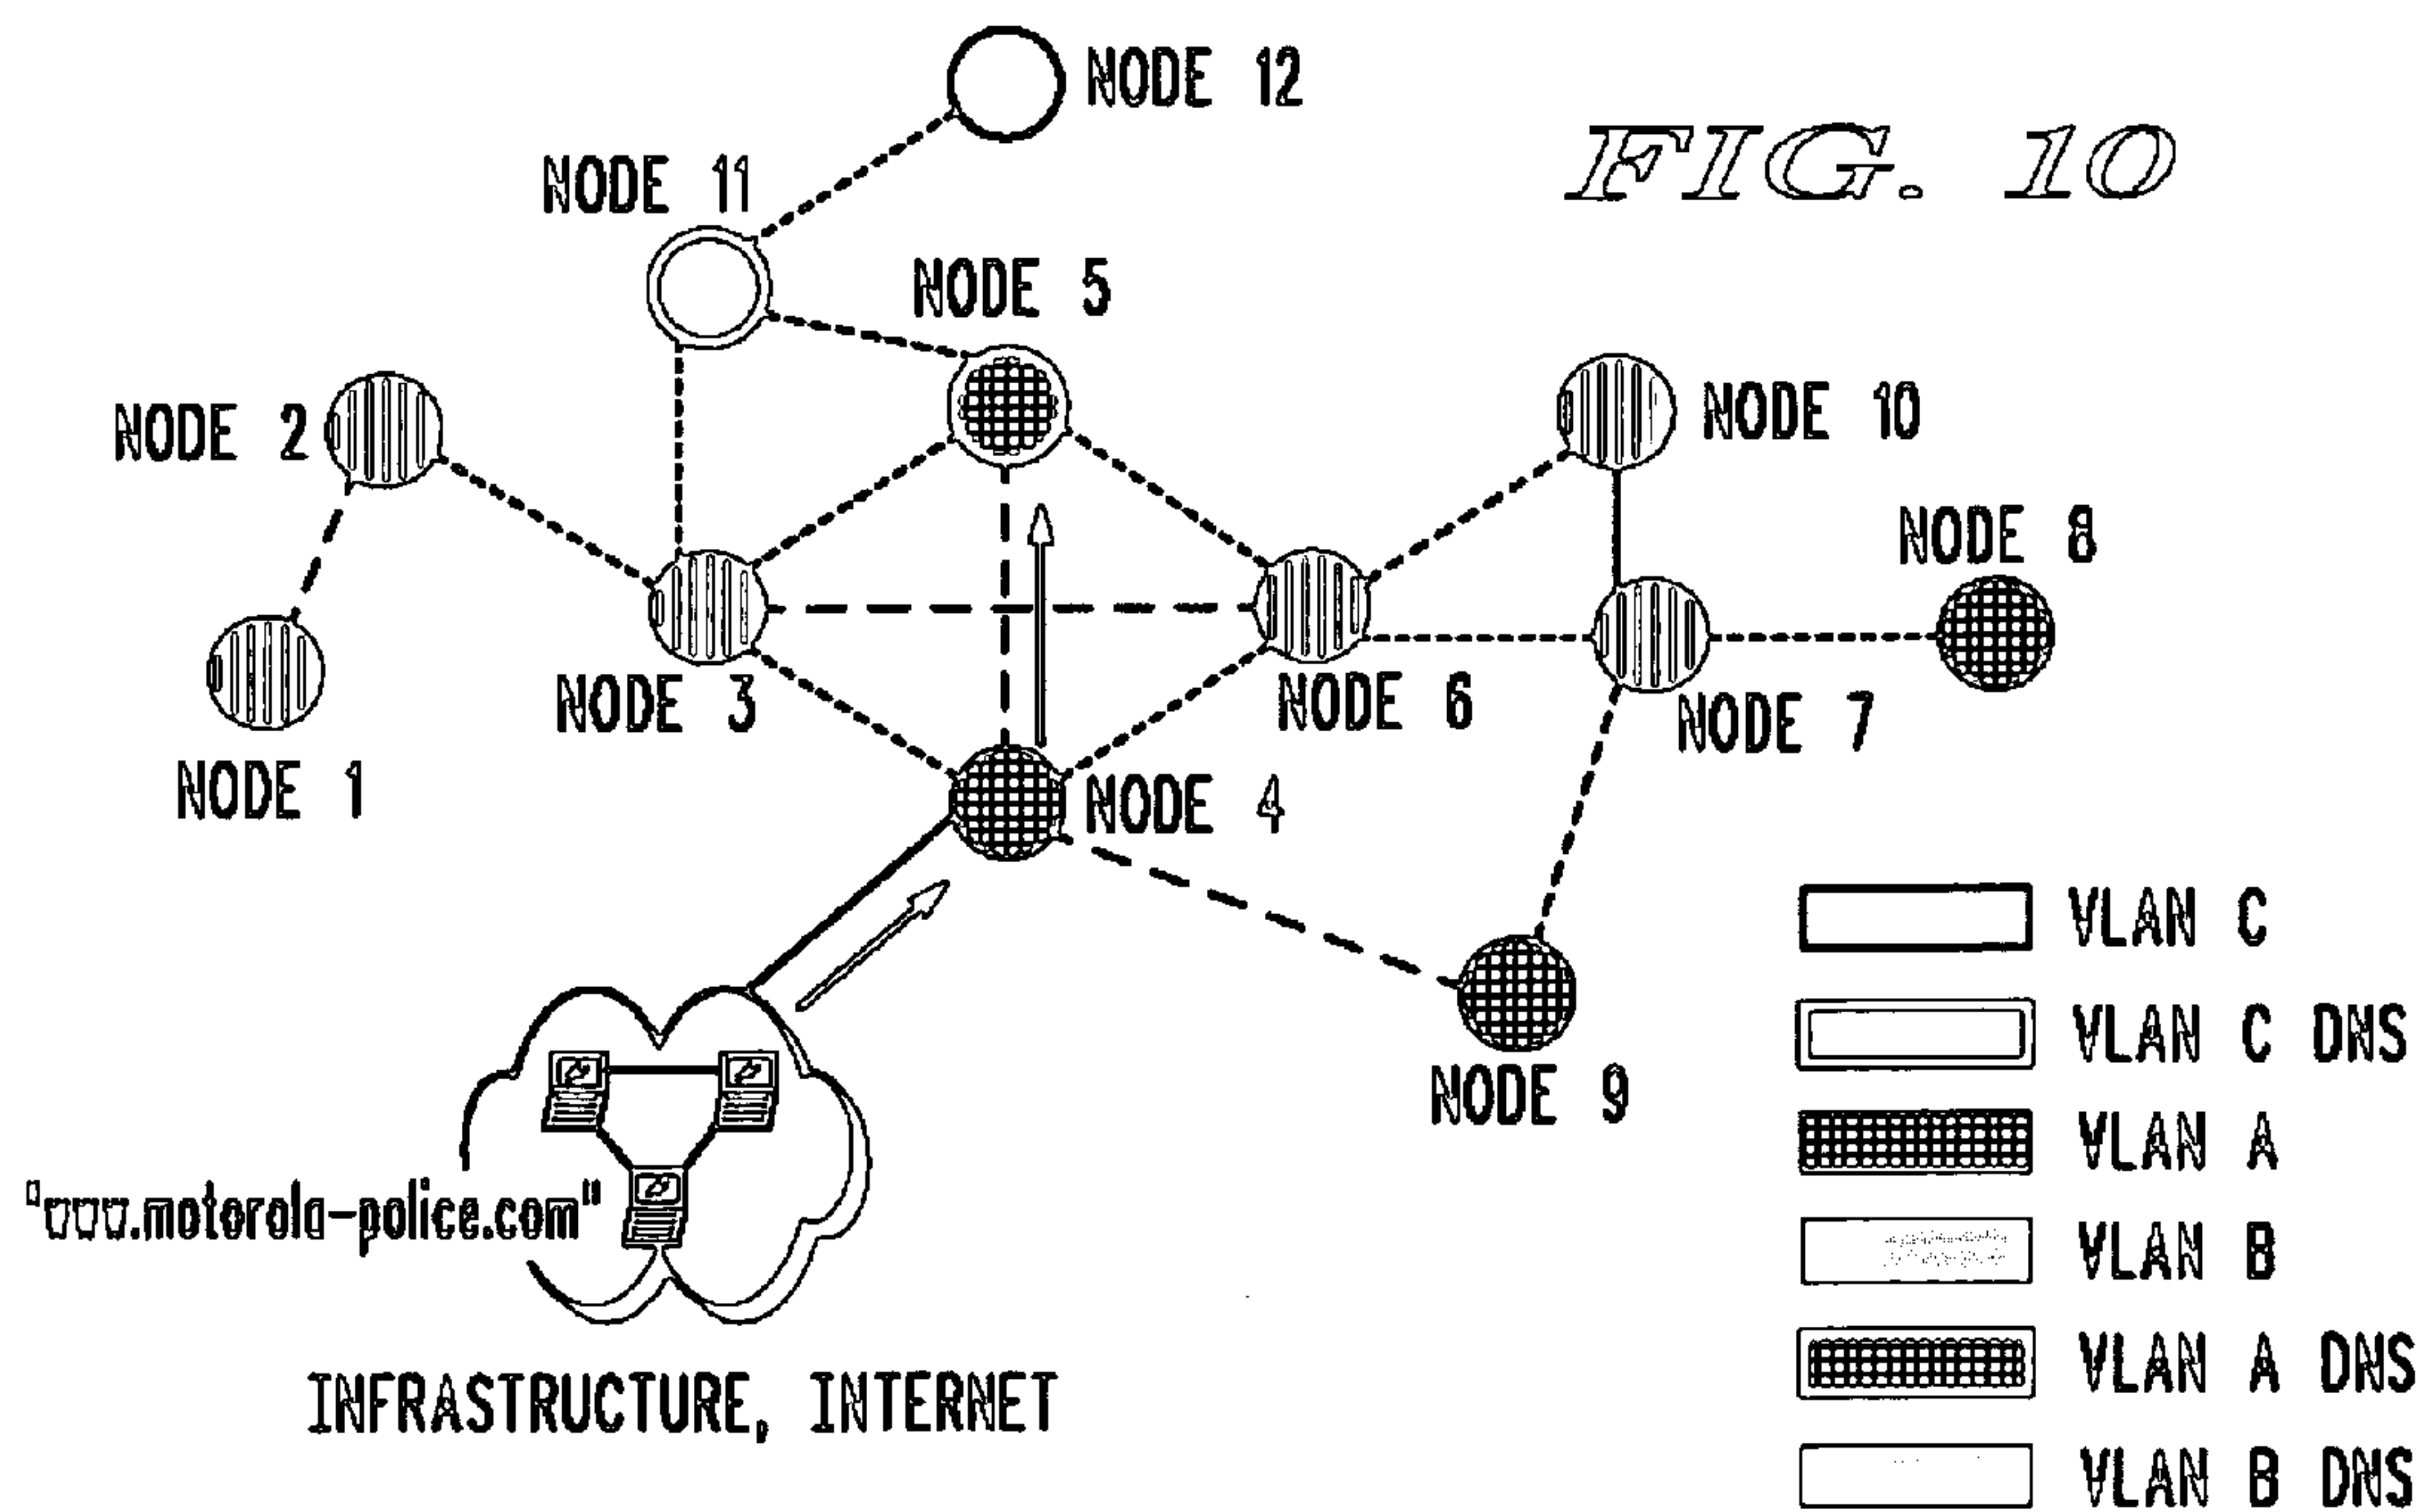 NODE 12
FIG. 10
NODE 11
NODE 5
NODE 2
NODE 10
NODE 8
NODE 3
NODE 6
NODE 7
NODE 1
NODE 4
NODE 9
VLAN C
VLAN C DNS
VLAN A
VLAN B
VLAN A DNS
VLAN B DNS
"www.motorola-police.com"
INFRASTRUCTURE, INTERNET